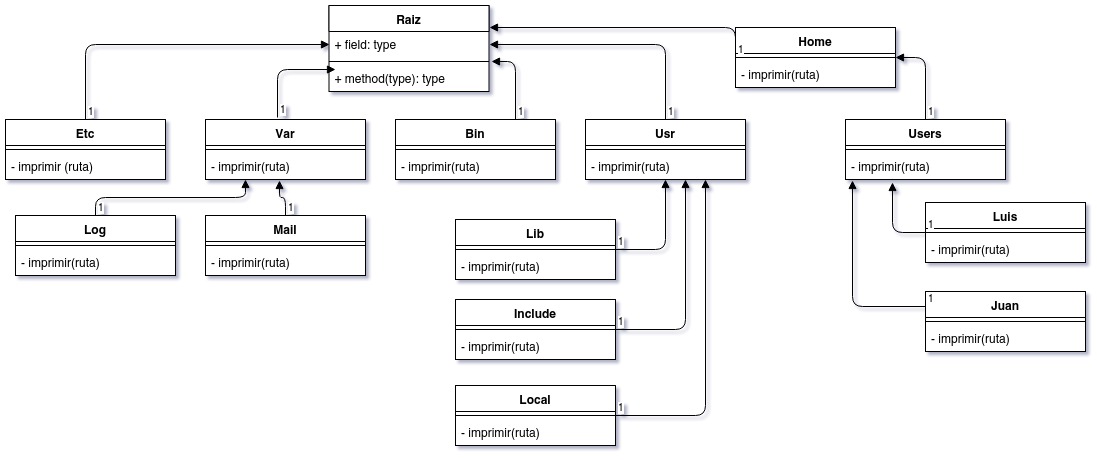 Raiz
+ field: type
+ method(type): type
Home
1
- imprimir(ruta)
1
Etc
- imprimir (ruta)
1
Var
- imprimir(ruta)
1
Bin
- imprimir(ruta)
1
Usr
- imprimir(ruta)
1
Users
- imprimir(ruta)
1
Log
- imprimir(ruta)
1
Mail
- imprimir(ruta)
Lib
1
- imprimir(ruta)
Include
1
- imprimir(ruta)
Local
1
- imprimir(ruta)
Luis
1
- imprimir(ruta)
1
Juan
- imprimir(ruta)